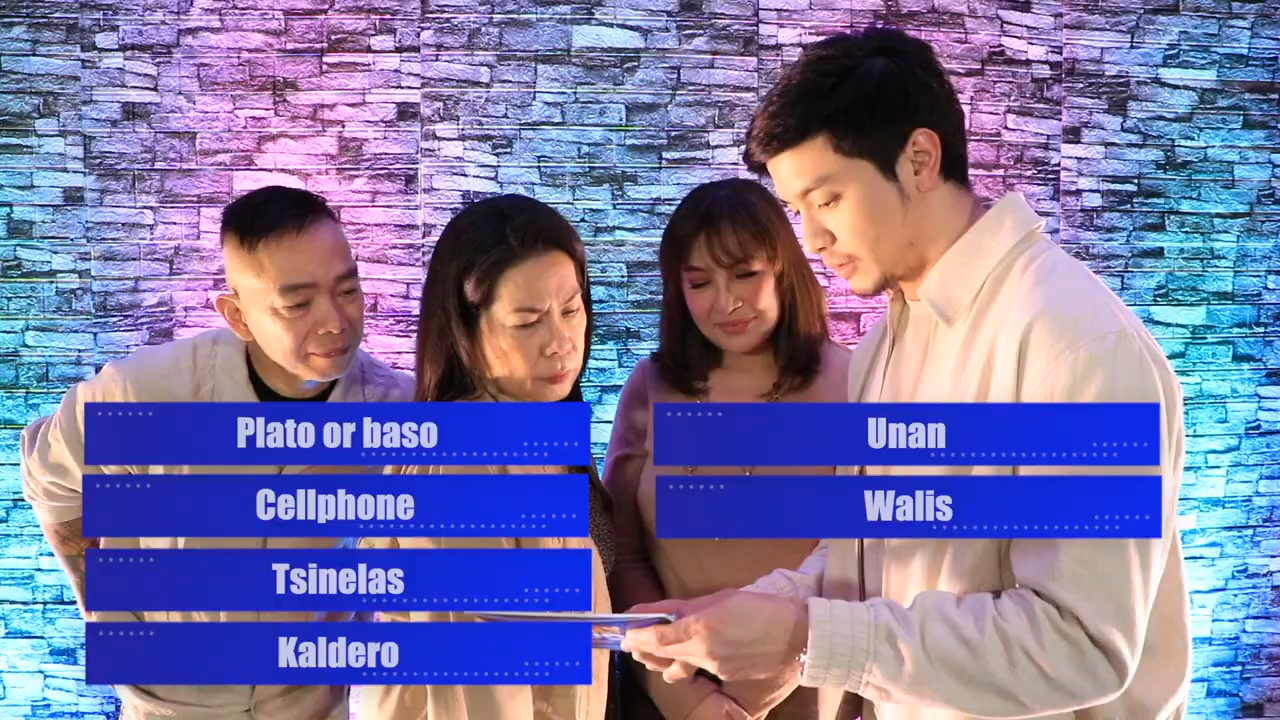 Plato or baso
Cellphone
Tsinelas
Kaldero
Unan
Walis